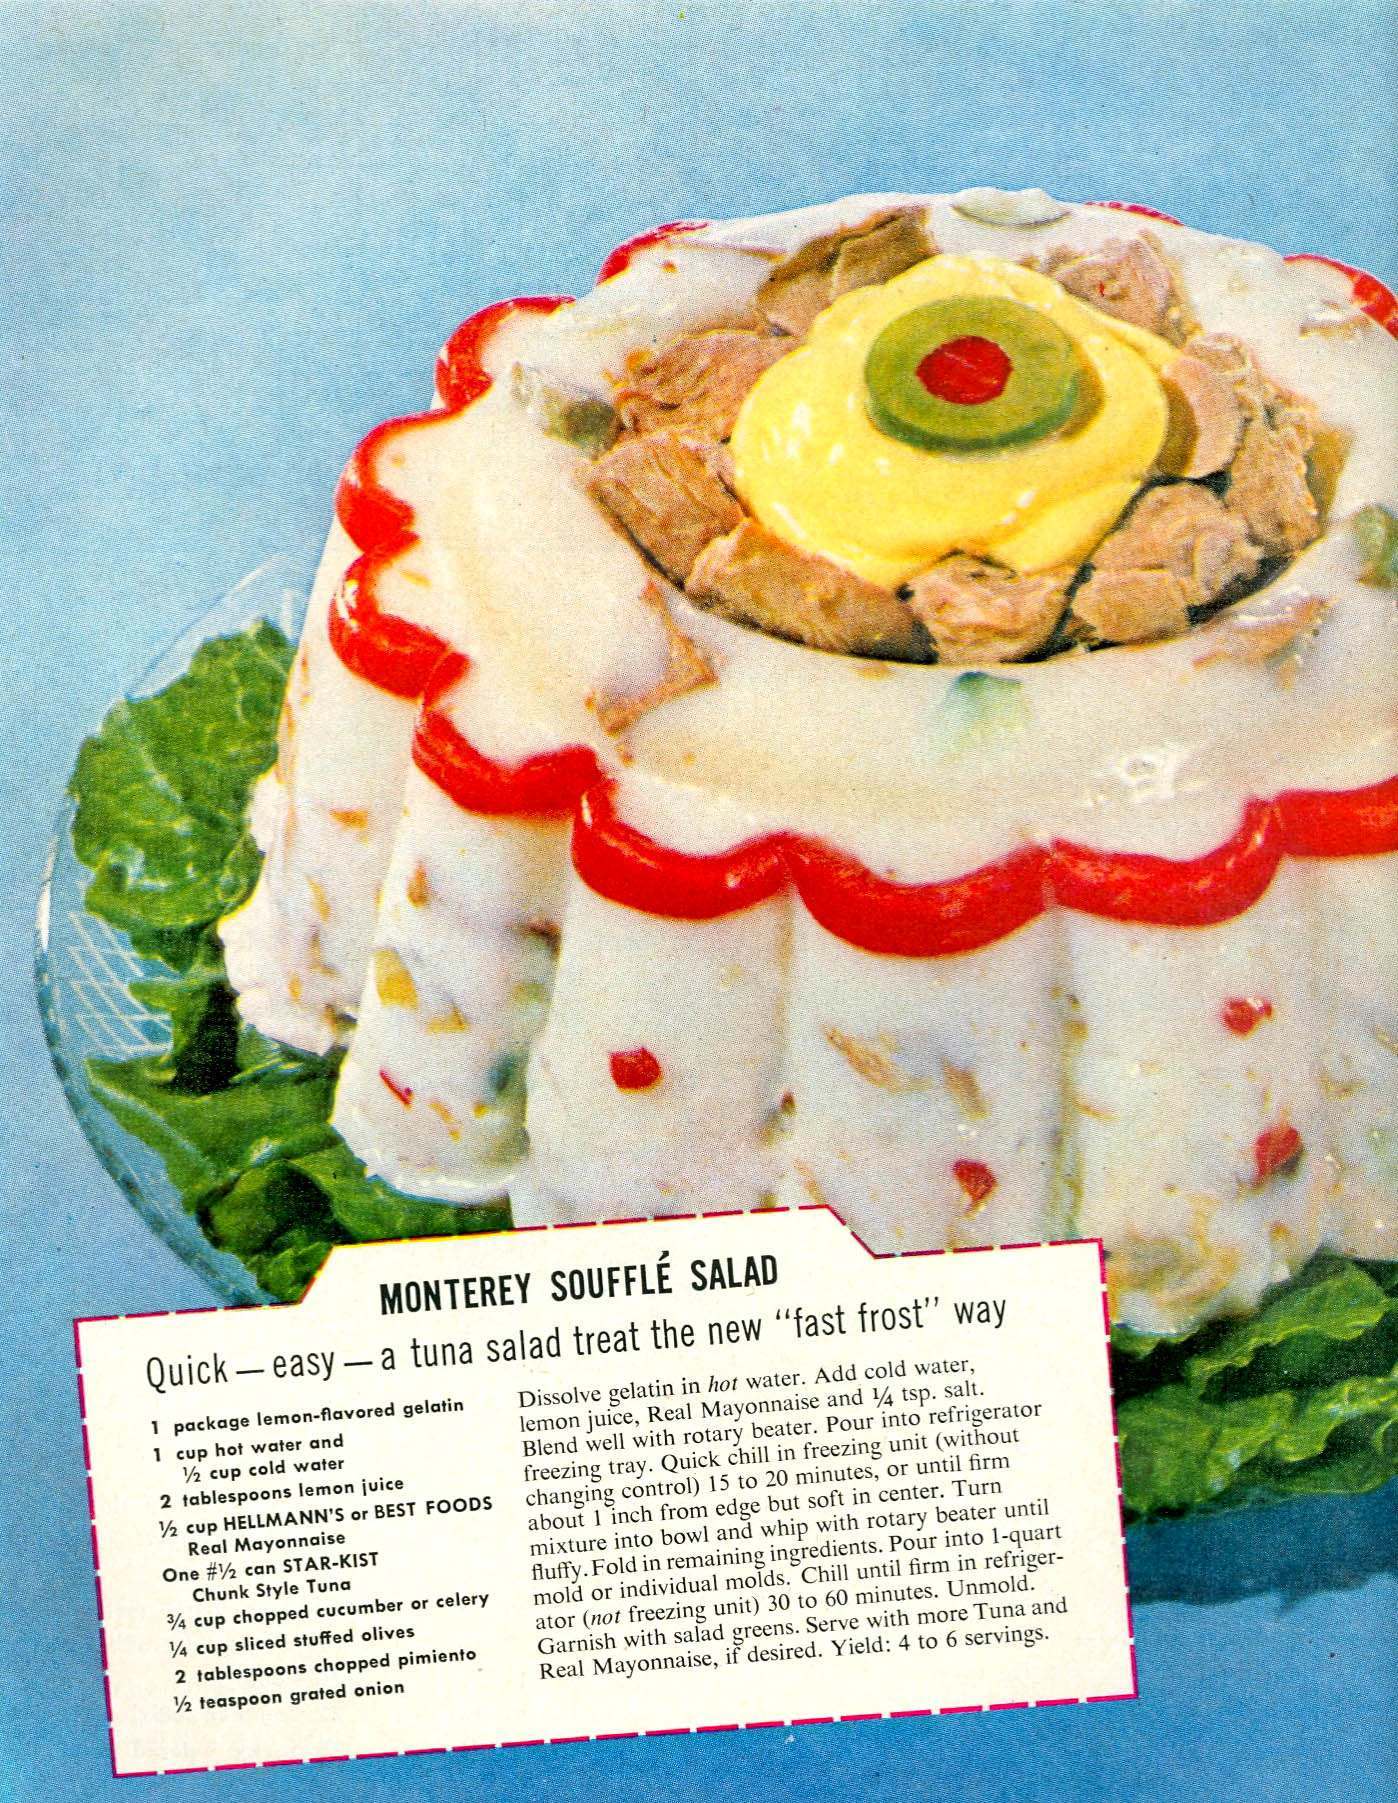 MONTEREY SOUFFLÉ SALAD
Quick — easy — a tuna salad treat the new “fast frost” way
1 package lemon-flavored gelatin
1 cup hot water and
½ cup cold water
2 tablespoons lemon juice
½ cup HELLMANN'S or BEST FOODS
Real Mayonnaise
One #½ can STAR-KIST
Chunk Style Tuna
¾ cup chopped cucumber or celery
¼ cup sliced stuffed olives
2 tablespoons chopped pimiento
½ teaspoon grated onion
Dissolve gelatin in hot water. Add cold water,
lemon juice, Real Mayonnaise and ¼ tsp. salt.
Blend well with rotary beater. Pour into refrigerator
freezing tray. Quick chill in freezing unit (without
changing control) 15 to 20 minutes, or until firm
about 1 inch from edge but soft in center. Turn
mixture into bowl and whip with rotary beater until
fluffy. Fold in remaining ingredients. Pour into 1-quart
mold or individual molds. Chill until firm in refriger-
ator (not freezing unit) 30 to 60 minutes. Unmold.
Garnish with salad greens. Serve with more Tuna and
Real Mayonnaise, if desired. Yield: 4 to 6 servings.